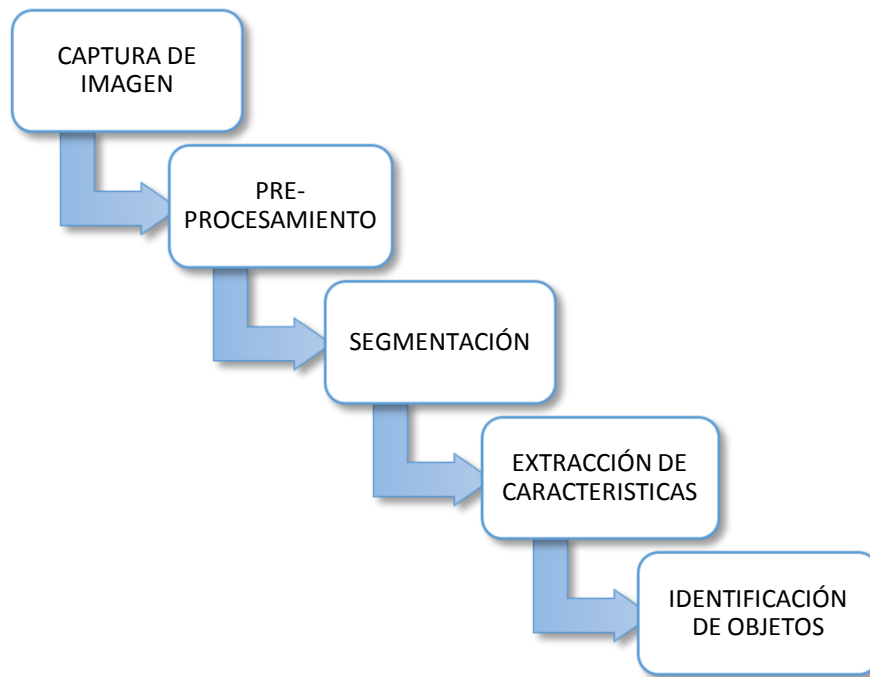 CAPTURA DE
IMAGEN
PRE-
PROCESAMIENTO
SEGMENTACIÓN
EXTRACCIÓN DE
CARACTERISTICAS
IDENTIFICACIÓN
DE OBJETOS